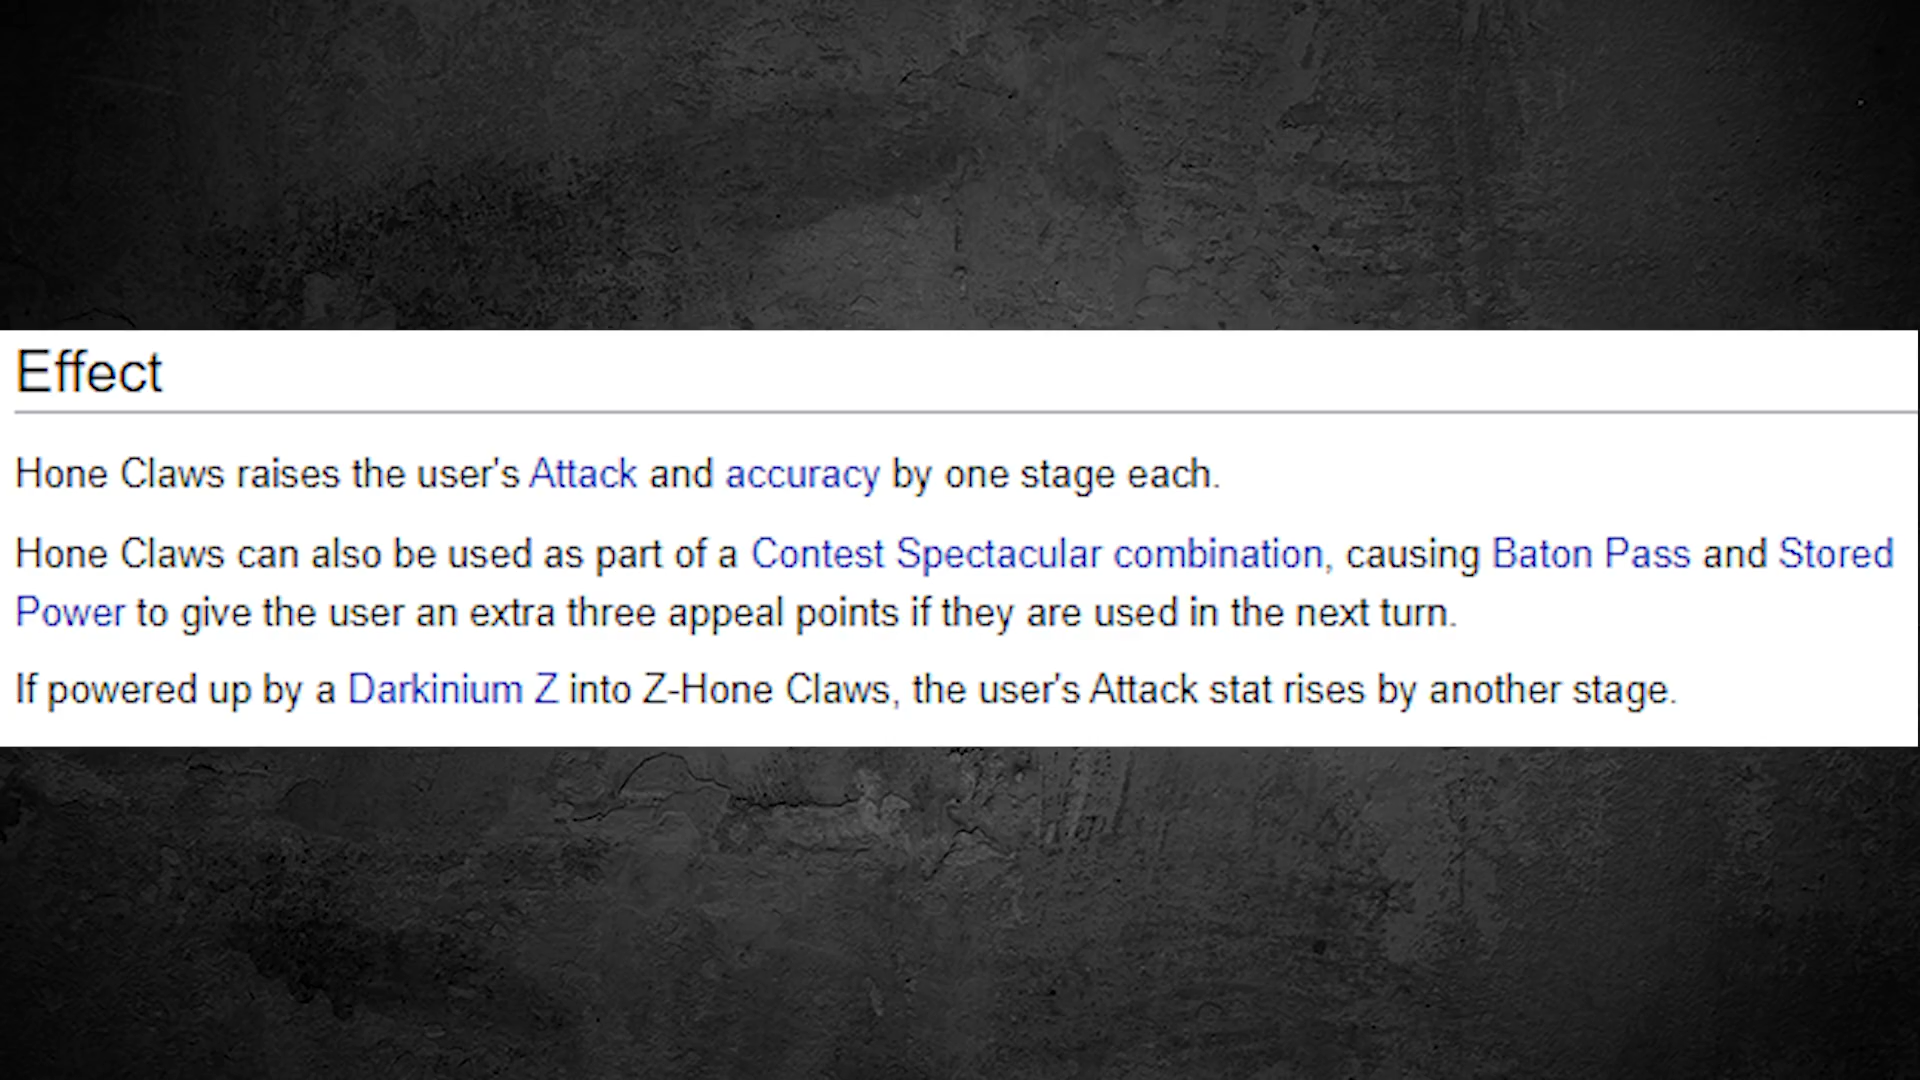 Effect
Hone Claws raises the user's Attack and accuracy by one stage each.
Hone Claws can also be used as part of a Contest Spectacular combination, causing Baton Pass and Stored
Power to give the user an extra three appeal points if they are used in the next turn.
If powered up by a Darkinium Z into Z-Hone Claws, the user's Attack stat rises by another stage.